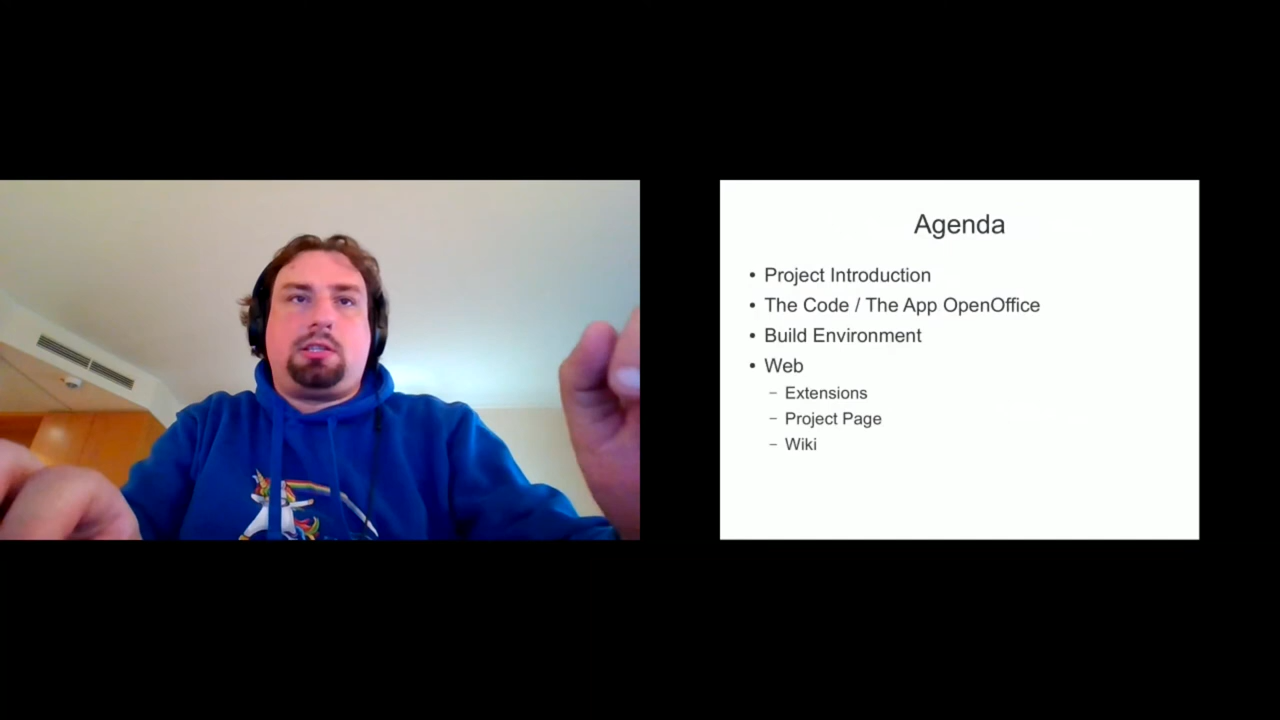 Agenda
• Project Introduction
• The Code / The App OpenOffice
• Build Environment
• Web
– Extensions
– Project Page
– Wiki